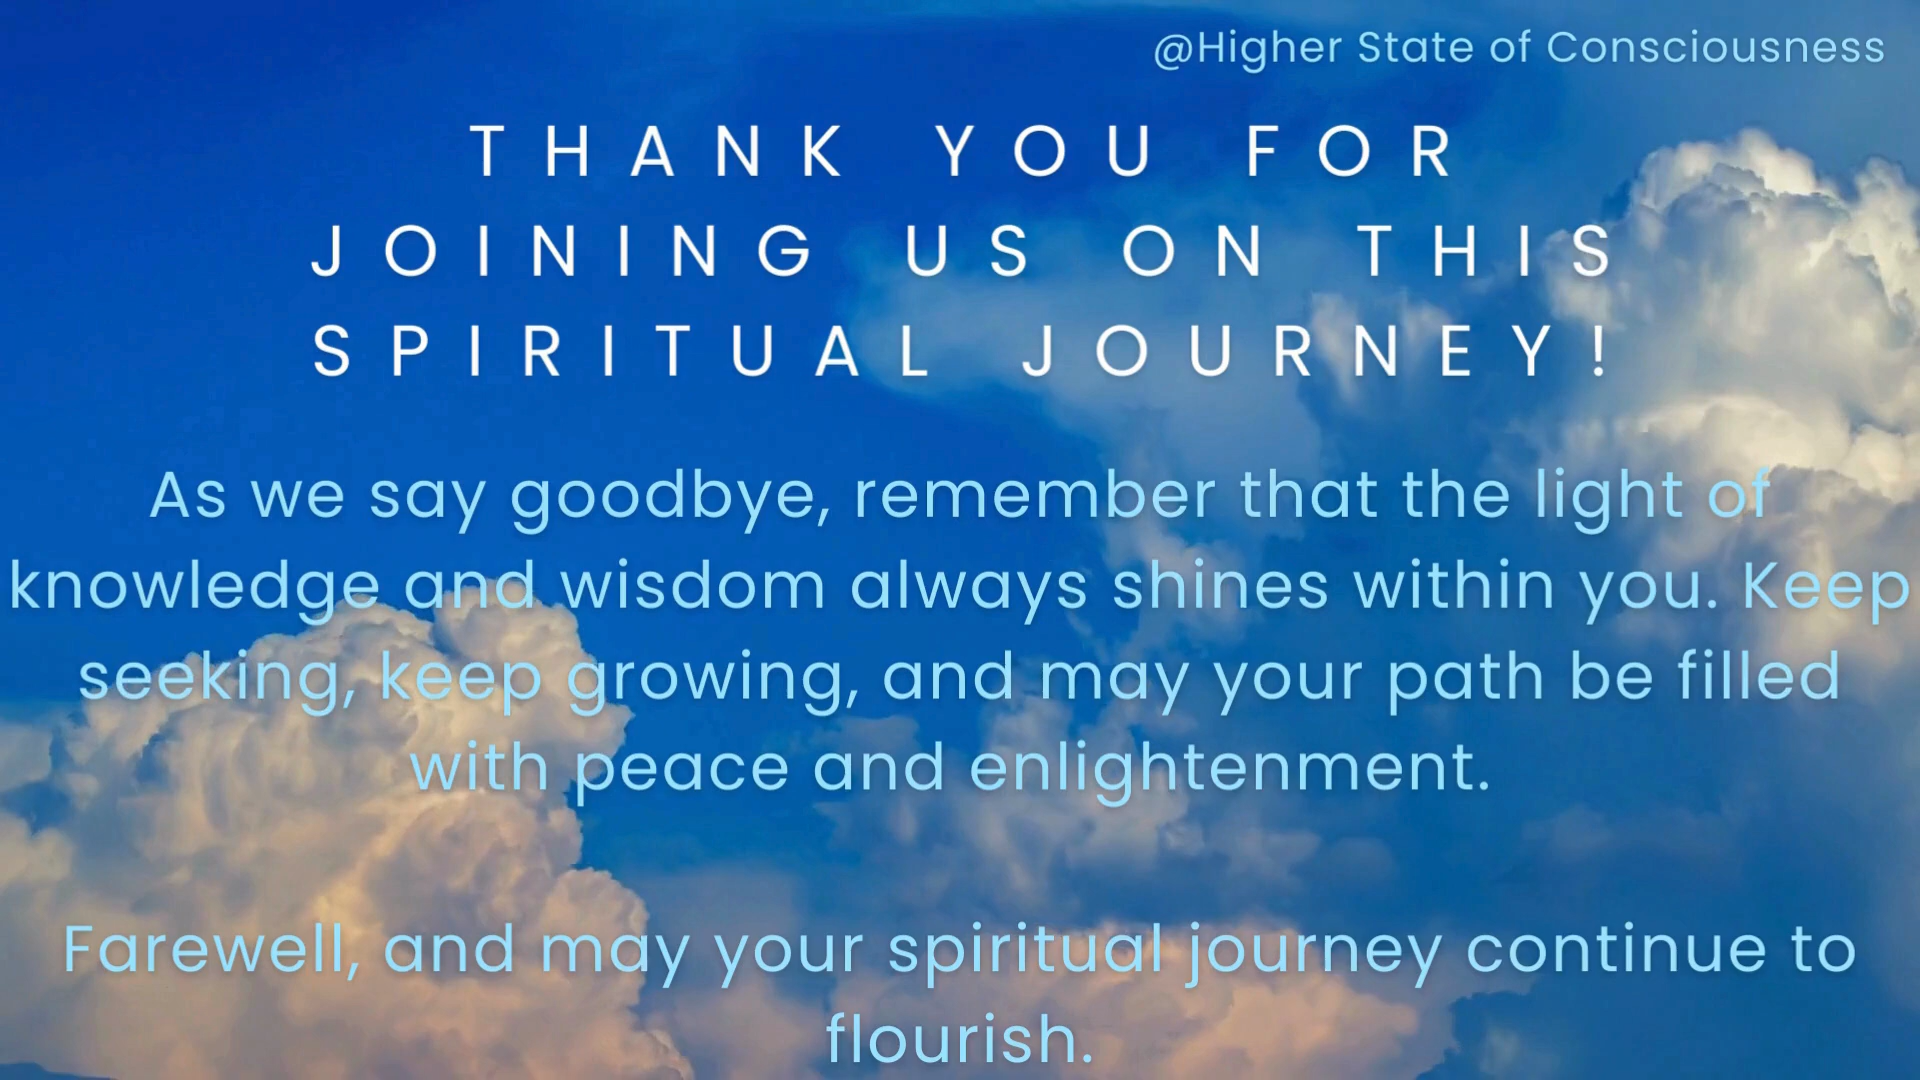 @Higher State of Consciousness
THANK YOU FOR
JOINING US ON THIS
SPIRITUAL JOURNEY!
As we say goodbye, remember that the light of
knowledge and wisdom always shines within you. Keep
seeking, keep growing, and may your path be filled
with peace and enlightenment.
Farewell, and may your spiritual journey continue to
flourish.